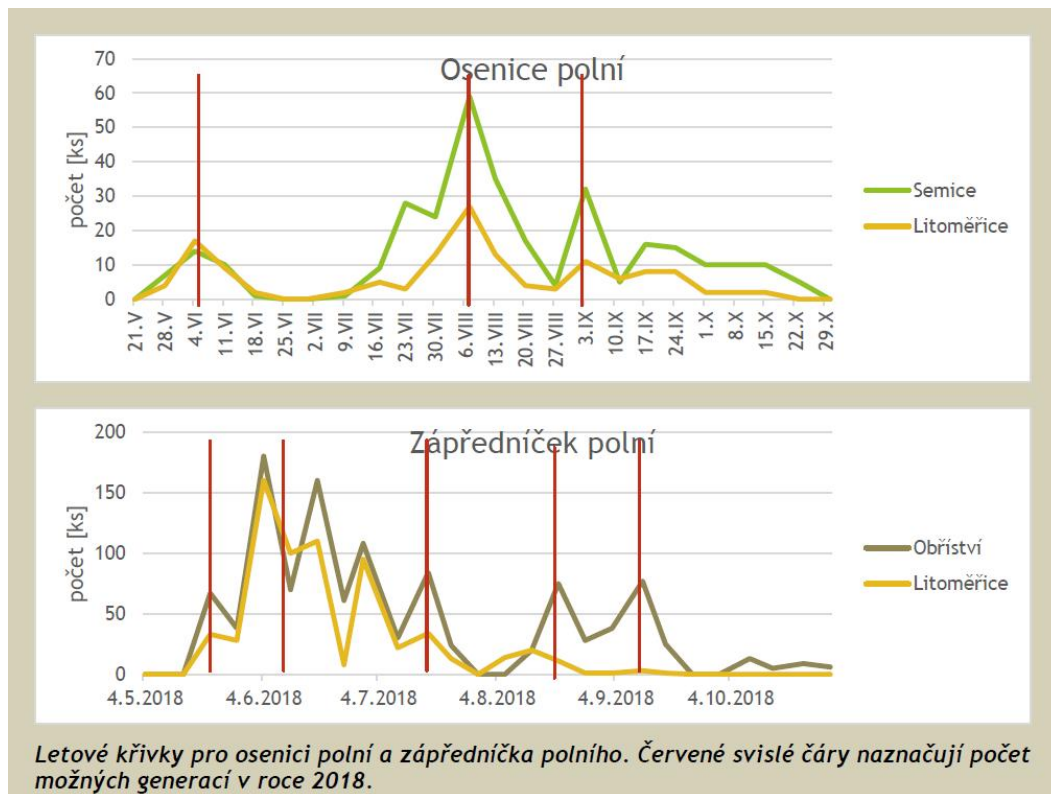 Osenice polní
počet [ks]
70
60
50
40
30
20
10
0
21.V
28.V
4.VI
11.VI
18.VI
25.VI
2.VII
9.VII
16.VII
23.VII
30.VII
6.VIII
13.VIII
20.VIII
27.VIII
3.IX
10.IX
17.IX
24.IX
1.X
8.X
15.X
22.X
29.X
Semice
Litoměřice
Zápředníček polní
počet [ks]
200
150
100
50
0
4.5.2018
4.6.2018
4.7.2018
4.8.2018
4.9.2018
4.10.2018
Obříství
Litoměřice
Letové křivky pro osenici polní a zápředníčka polního. Červené svislé čáry naznačují počet
možných generací v roce 2018.